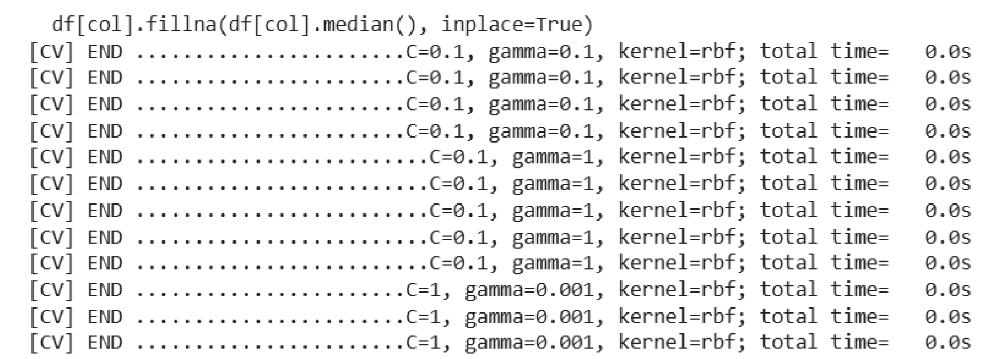 df[col].fillna(df[col].median(), inplace=True)
[CV] END .......................C=0.1, gamma=0.1, kernel=rbf; total time=   0.0s
[CV] END .......................C=0.1, gamma=0.1, kernel=rbf; total time=   0.0s
[CV] END .......................C=0.1, gamma=0.1, kernel=rbf; total time=   0.0s
[CV] END .......................C=0.1, gamma=0.1, kernel=rbf; total time=   0.0s
[CV] END .........................C=0.1, gamma=1, kernel=rbf; total time=   0.0s
[CV] END .........................C=0.1, gamma=1, kernel=rbf; total time=   0.0s
[CV] END .........................C=0.1, gamma=1, kernel=rbf; total time=   0.0s
[CV] END .........................C=0.1, gamma=1, kernel=rbf; total time=   0.0s
[CV] END .........................C=0.1, gamma=1, kernel=rbf; total time=   0.0s
[CV] END .......................C=1, gamma=0.001, kernel=rbf; total time=   0.0s
[CV] END .......................C=1, gamma=0.001, kernel=rbf; total time=   0.0s
[CV] END .......................C=1, gamma=0.001, kernel=rbf; total time=   0.0s